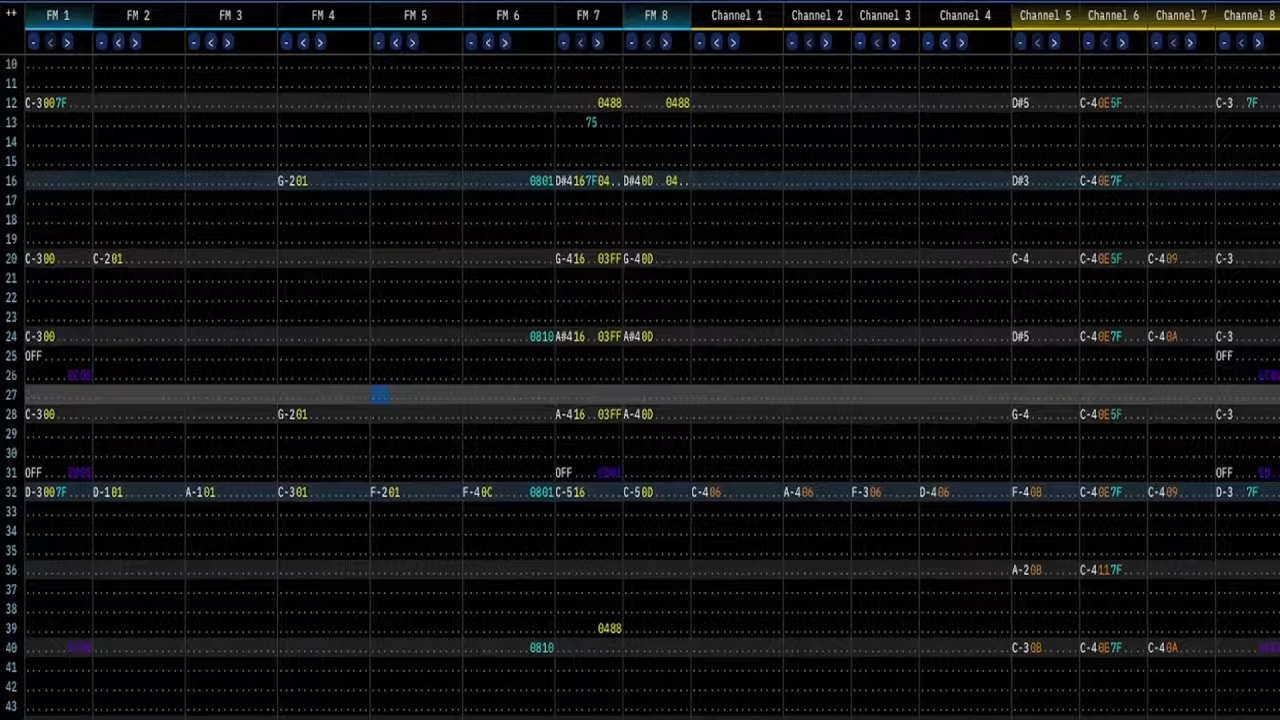 ++ FM 1 FM 2 FM 3 FM 4 FM 5 FM 6 FM 7 FM 8 Channel 1 Channel 2 Channel 3 Channel 4 Channel 5 Channel 6 Channel 7 Channel 8
- < > - < > - < > - < > - < > - < > - < > - < > - < > - < > - < > - < > - < > - < > - < > - < >
10
11
12 C-3007F 0488 0488 D#5 C-40E5F C-3 7F
13 75
14
15
16 G-201 0801 D#4167F04.. D#40D 04.. D#3 C-40E7F
17
18
19
20 C-300 C-201 G-416 03FF G-40D C-4 C-40E5F C-409 C-3
21
22
23
24 C-300 0810 A#416 03FF A#40D D#5 C-40E7F C-40A C-3
25 OFF OFF
26
27
28 C-300 G-201 A-416 03FF A-40D G-4 C-40E5F C-3
29
30
31 OFF OFF OFF
32 D-3007F D-101 A-101 C-301 F-201 F-40C 0801 C-516 C-50D C-406 A-406 F-306 D-406 F-40B C-40E7F C-409 D-3 7F
33
34
35
36 A-20B C-4117F
37
38
39 0488
40 0810 C-30B C-40E7F C-40A
41
42
43